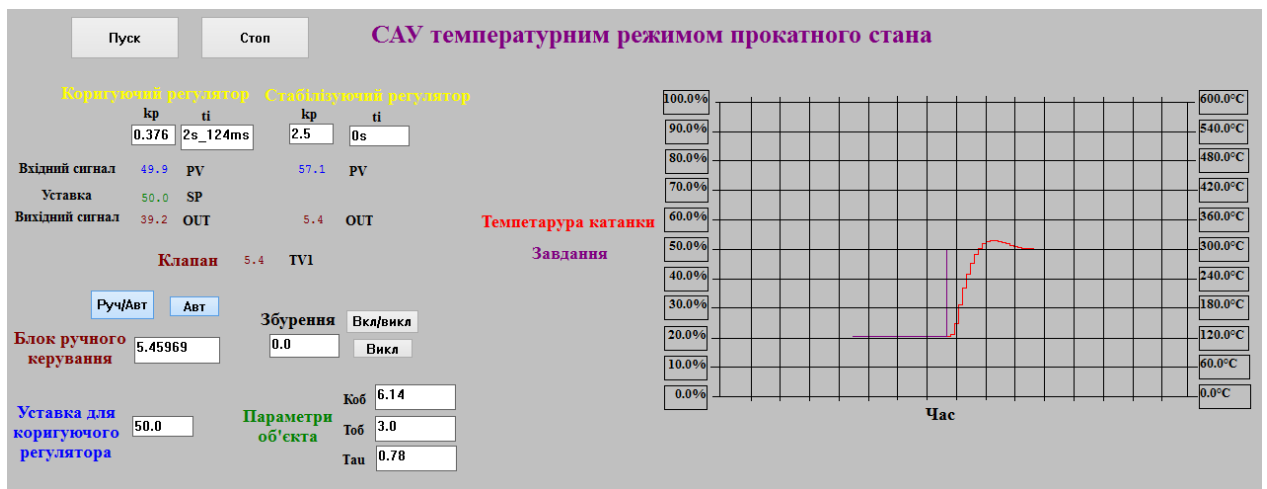 Пуск
Стоп
САУ температурним режимом прокатного стана
Коригуючий регулятор
Стабілізуючий регулятор
kp
ti
kp
ti
0.376
2s_124ms
2.5
0s
Вхідний сигнал
49.9
PV
57.1
PV
Уставка
50.0
SP
Вихідний сигнал
39.2
OUT
5.4
OUT
Клапан
5.4
TV1
Руч/Авт
Авт
Збурення
Вкл/викл
Блок ручного
керування
5.45969
0.0
Викл
Уставка для
коригуючого
регулятора
50.0
Параметри
об'єкта
Коб
6.14
Тоб
3.0
Tau
0.78
Темпетарура катанки
Завдання
100.0%
90.0%
80.0%
70.0%
60.0%
50.0%
40.0%
30.0%
20.0%
10.0%
0.0%
600.0°C
540.0°C
480.0°C
420.0°C
360.0°C
300.0°C
240.0°C
180.0°C
120.0°C
60.0°C
0.0°C
Час